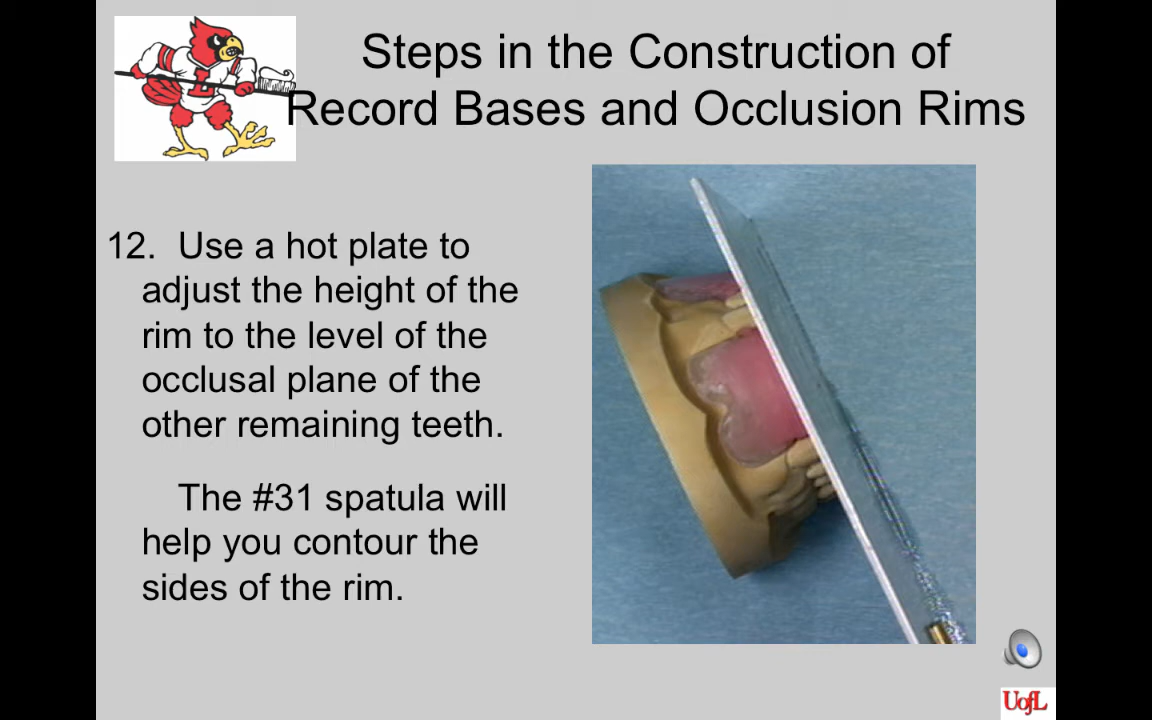 Steps in the Construction of
Record Bases and Occlusion Rims
12. Use a hot plate to
adjust the height of the
rim to the level of the
occlusal plane of the
other remaining teeth.
The #31 spatula will
help you contour the
sides of the rim.
UofL